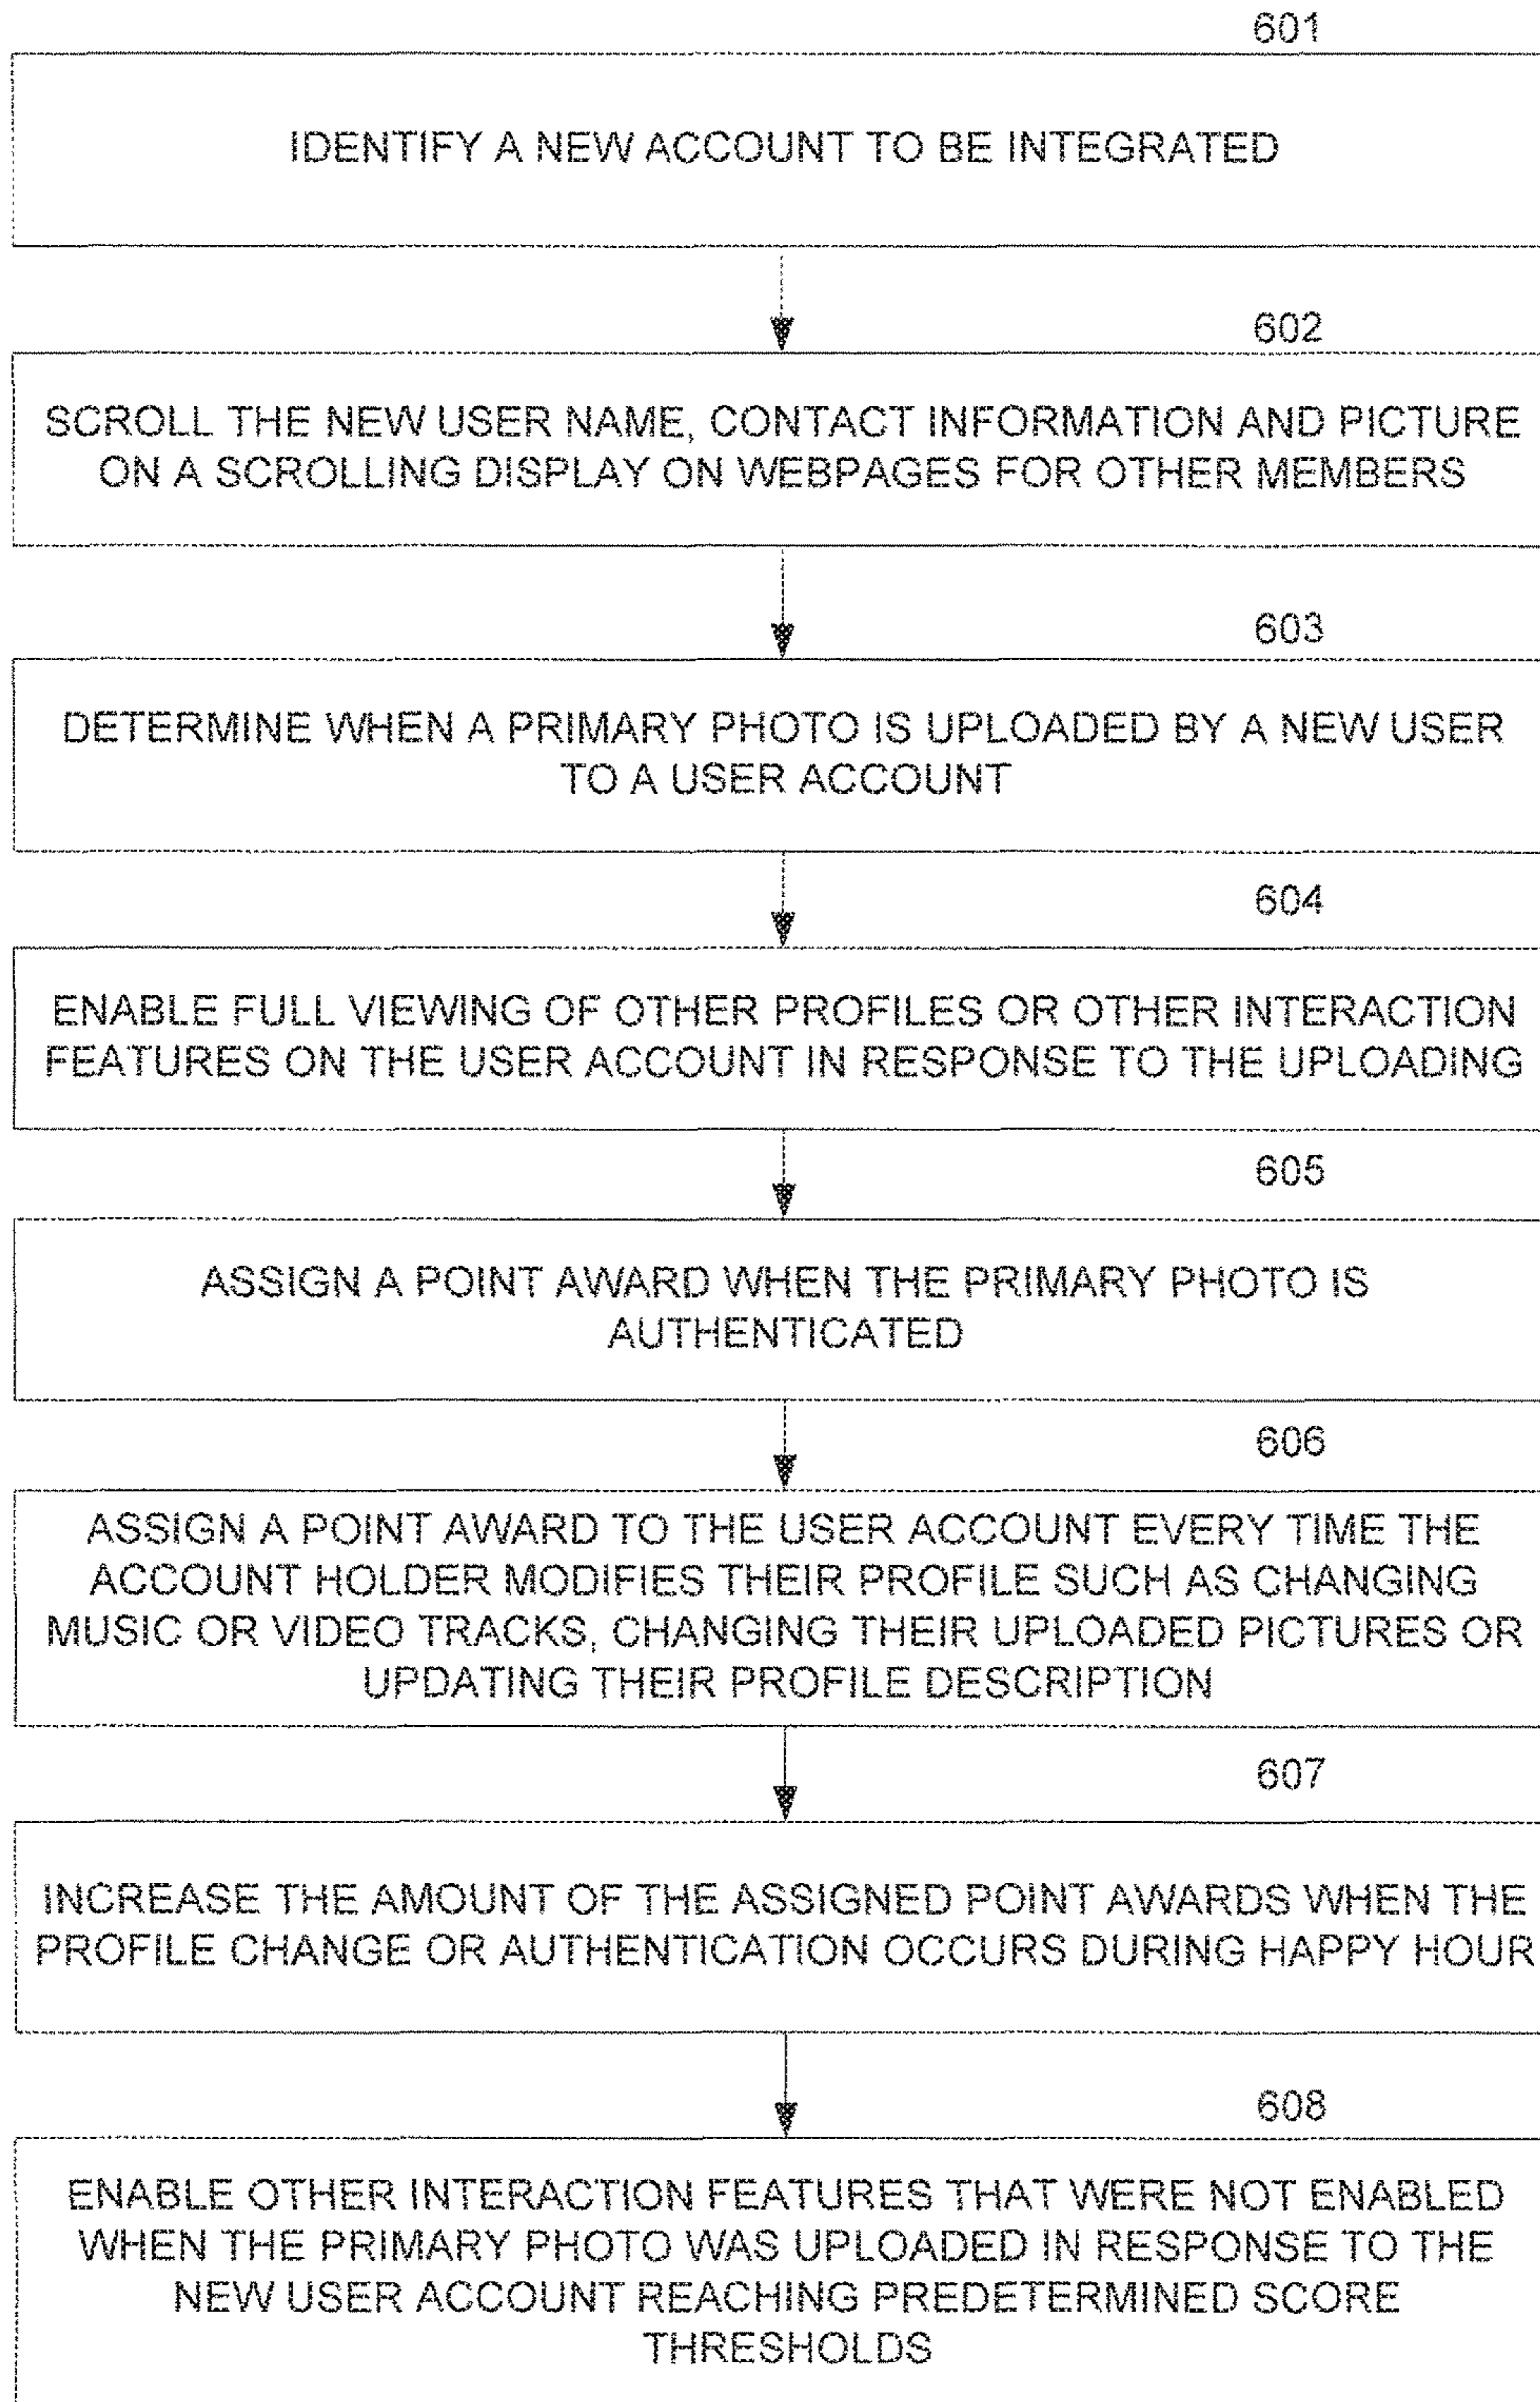 601
IDENTIFY A NEW ACCOUNT TO BE INTEGRATED
602
SCROLL THE NEW USER NAME, CONTACT INFORMATION AND PICTURE
ON A SCROLLING DISPLAY ON WEBPAGES FOR OTHER MEMBERS
603
DETERMINE WHEN A PRIMARY PHOTO IS UPLOADED BY A NEW USER
TO A USER ACCOUNT
604
ENABLE FULL VIEWING OF OTHER PROFILES OR OTHER INTERACTION
FEATURES ON THE USER ACCOUNT IN RESPONSE TO THE UPLOADING
605
ASSIGN A POINT AWARD WHEN THE PRIMARY PHOTO IS
AUTHENTICATED
606
ASSIGN A POINT AWARD TO THE USER ACCOUNT EVERY TIME THE
ACCOUNT HOLDER MODIFIES THEIR PROFILE SUCH AS CHANGING
MUSIC OR VIDEO TRACKS, CHANGING THEIR UPLOADED PICTURES OR
UPDATING THEIR PROFILE DESCRIPTION
607
INCREASE THE AMOUNT OF THE ASSIGNED POINT AWARDS WHEN THE
PROFILE CHANGE OR AUTHENTICATION OCCURS DURING HAPPY HOUR
608
ENABLE OTHER INTERACTION FEATURES THAT WERE NOT ENABLED
WHEN THE PRIMARY PHOTO WAS UPLOADED IN RESPONSE TO THE
NEW USER ACCOUNT REACHING PREDETERMINED SCORE
THRESHOLDS